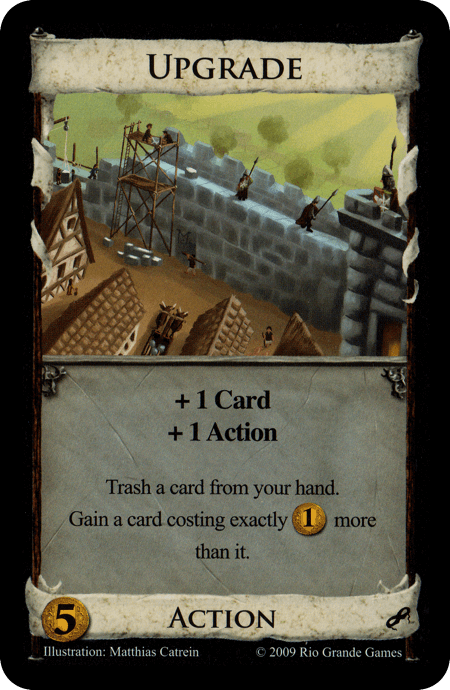 UPGRADE
+ 1 Card
+ 1 Action
Trash a card from your hand.
Gain a card costing exactly 1 more
than it.
5 ACTION
Illustration: Matthias Catrein © 2009 Rio Grande Games